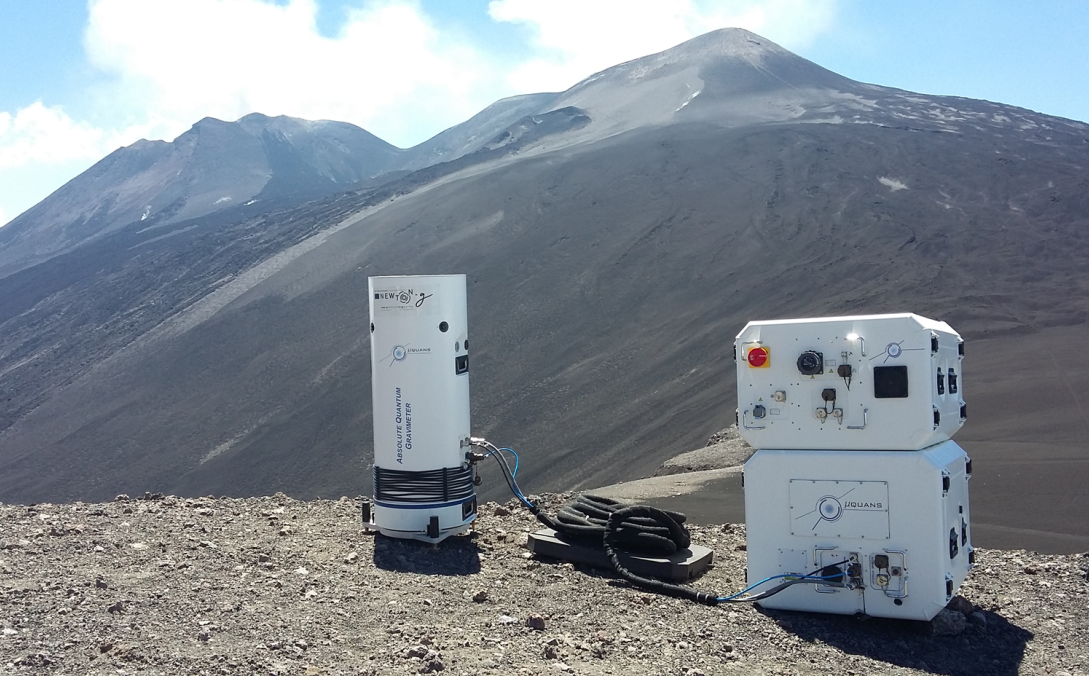 NEWTON-g
µQUANS
ABSOLUTE QUANTUM
GRAVIMETER
µQUANS